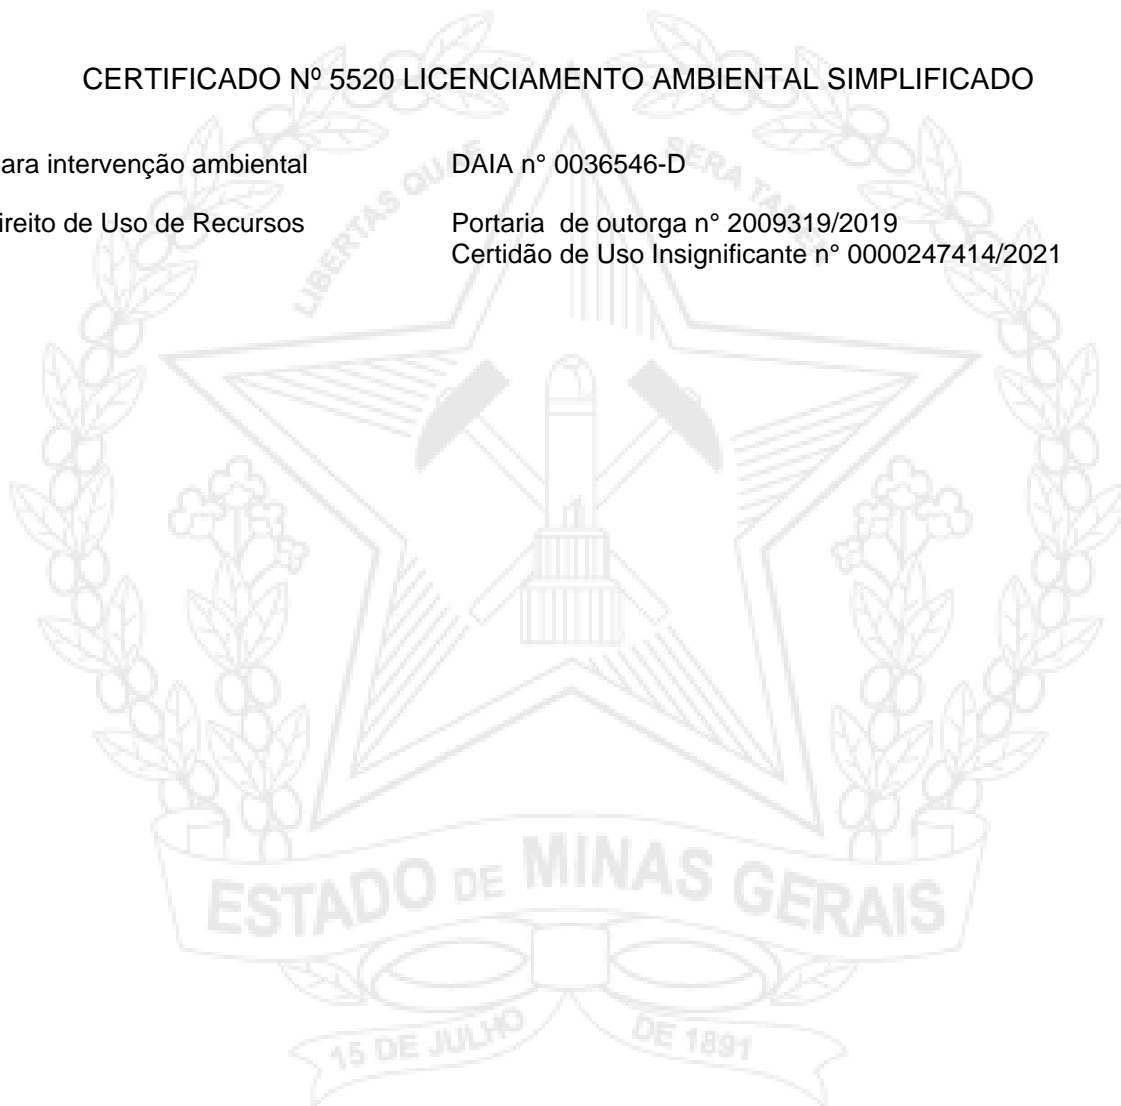 CERTIFICADO Nº 5520 LICENCIAMENTO AMBIENTAL SIMPLIFICADO
ara intervenção ambiental DAIA n° 0036546-D
ireito de Uso de Recursos Portaria de outorga n° 2009319/2019
Certidão de Uso Insignificante n° 0000247414/2021
LIBERTAS QUAE SERA TAMEN
ESTADO DE MINAS GERAIS
15 DE JULHO DE 1891